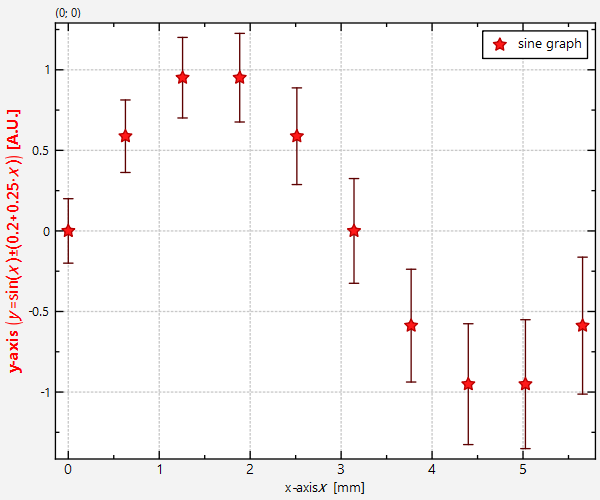 (0; 0)
sine graph
y-axis (y=sin(x)±(0.2+0.25·x)) [A.U.]
1
0.5
0
-0.5
-1
0 1 2 3 4 5
x-axisx [mm]